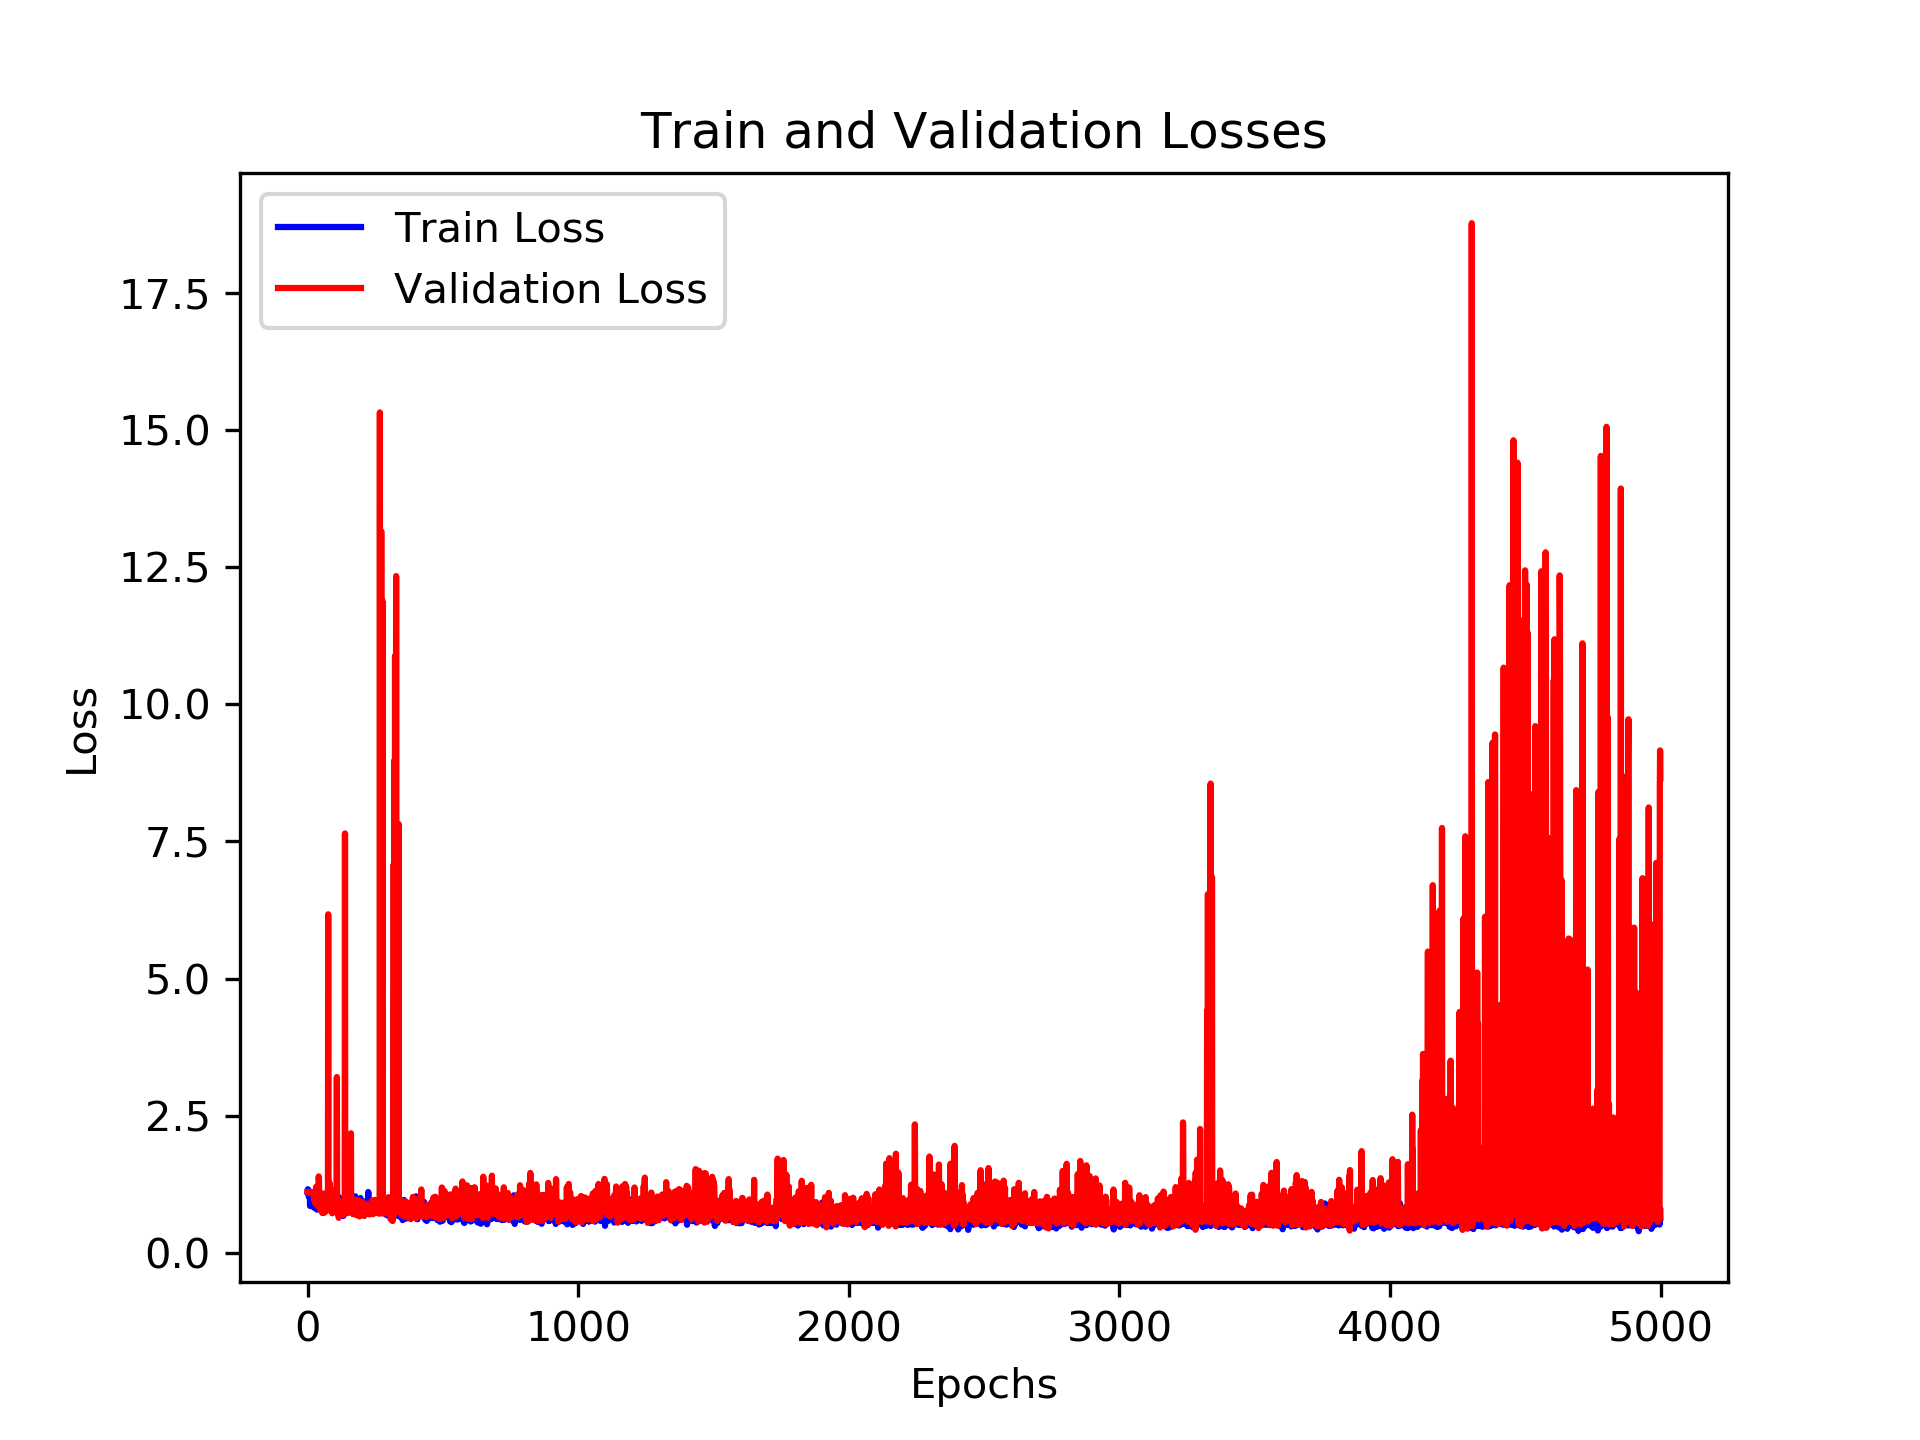 Train and Validation Losses
Train Loss
Validation Loss
17.5
15.0
12.5
10.0
7.5
5.0
2.5
0.0
Loss
0 1000 2000 3000 4000 5000
Epochs